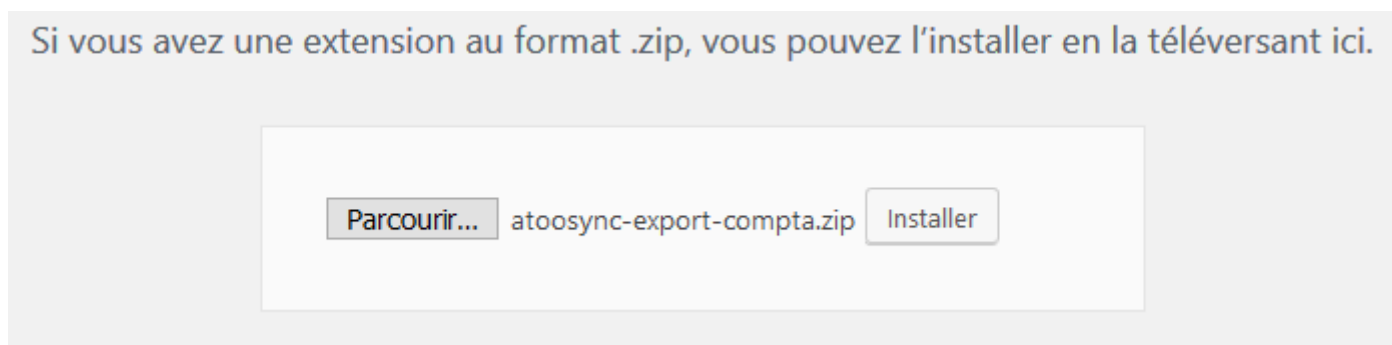 Si vous avez une extension au format .zip, vous pouvez l’installer en la téléversant ici.
Parcourir... atoosync-export-compta.zip Installer